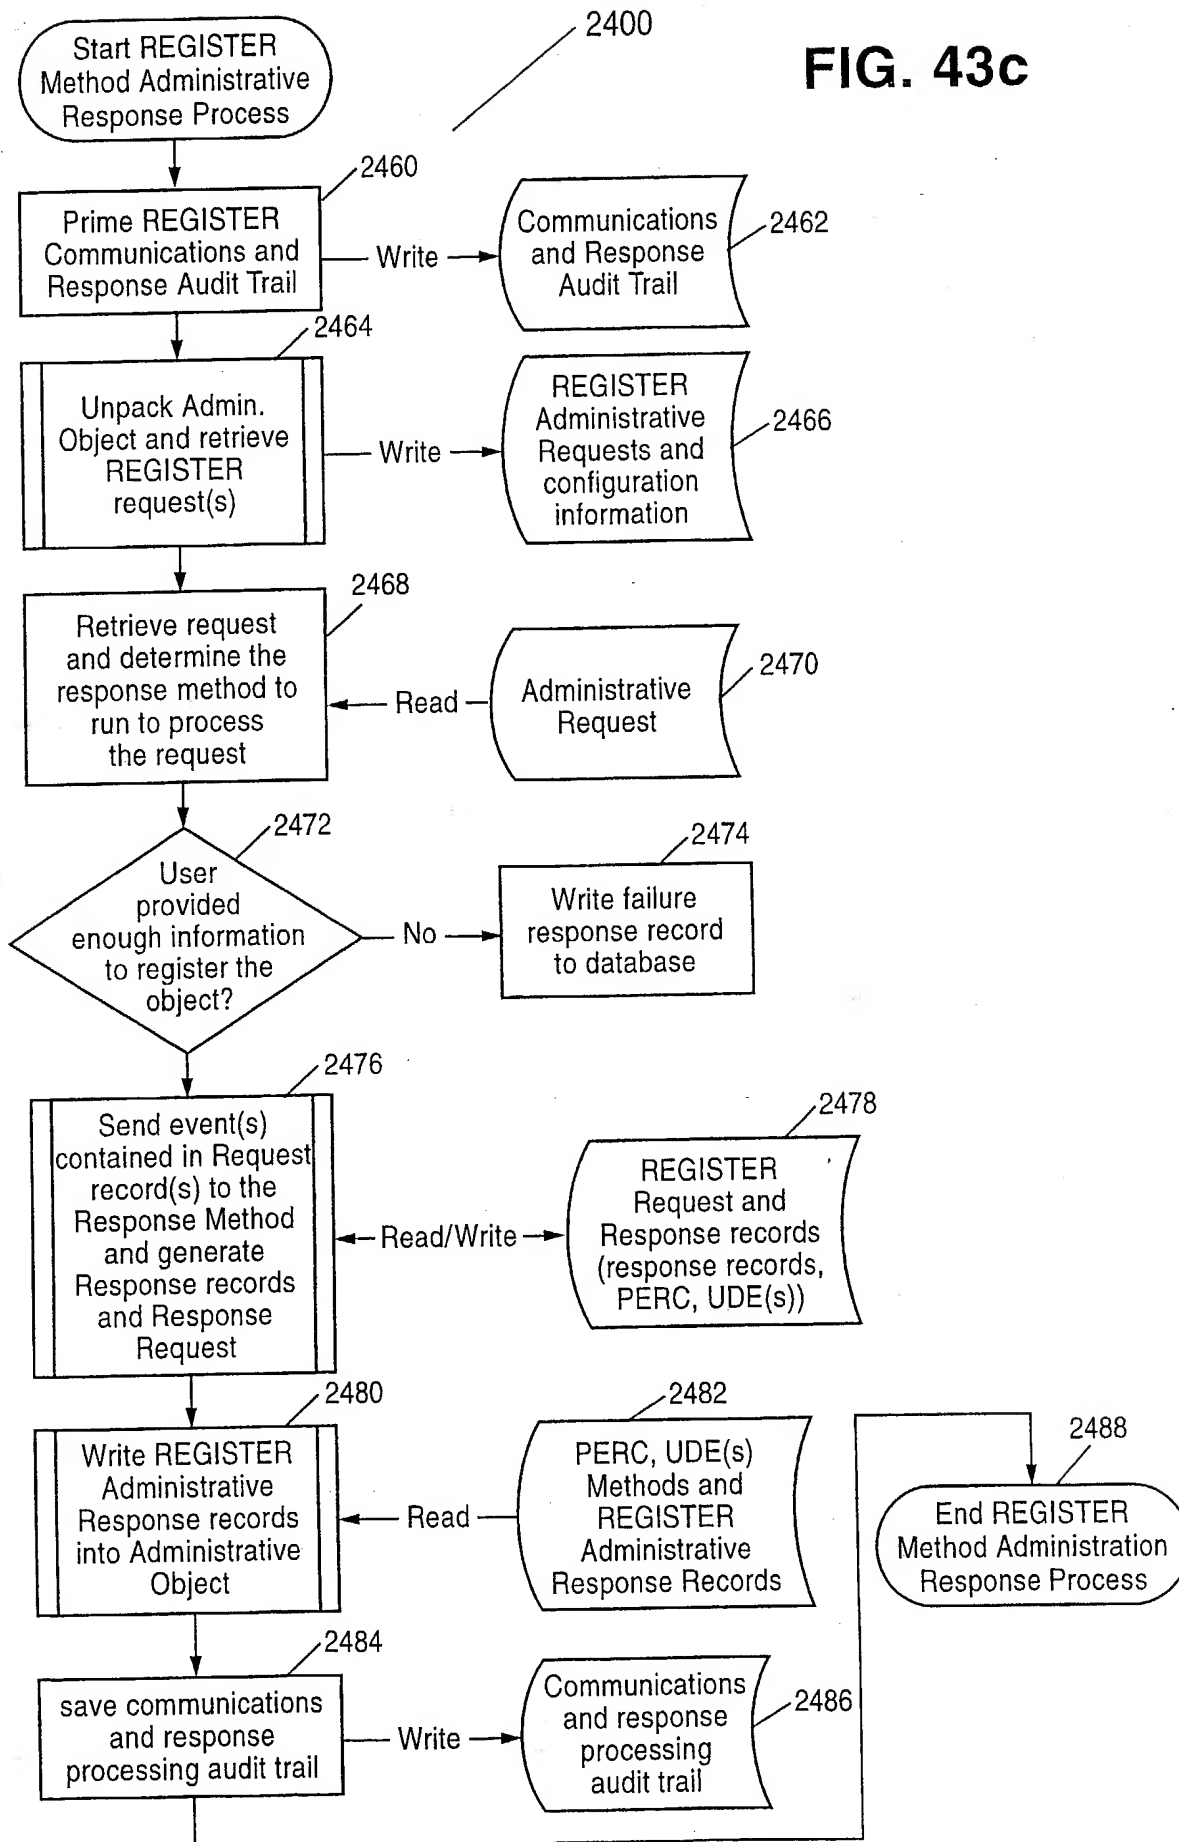 2400
FIG. 43c
Start REGISTER
Method Administrative
Response Process
2460
Prime REGISTER
Communications and
Response Audit Trail
Write
Communications
and Response
Audit Trail
2462
2464
Unpack Admin.
Object and retrieve
REGISTER
request(s)
Write
REGISTER
Administrative
Requests and
configuration
information
2466
2468
Retrieve request
and determine the
response method to
run to process
the request
Read
Administrative
Request
2470
2472
User
provided
enough information
to register the
object?
No
2474
Write failure
response record
to database
2476
Send event(s)
contained in Request
record(s) to the
Response Method
and generate
Response records
and Response
Request
Read/Write
2478
REGISTER
Request and
Response records
(response records,
PERC, UDE(s))
2480
Write REGISTER
Administrative
Response records
into Administrative
Object
Read
2482
PERC, UDE(s)
Methods and
REGISTER
Administrative
Response Records
2484
save communications
and response
processing audit trail
Write
Communications
and response
processing
audit trail
2486
2488
End REGISTER
Method Administration
Response Process